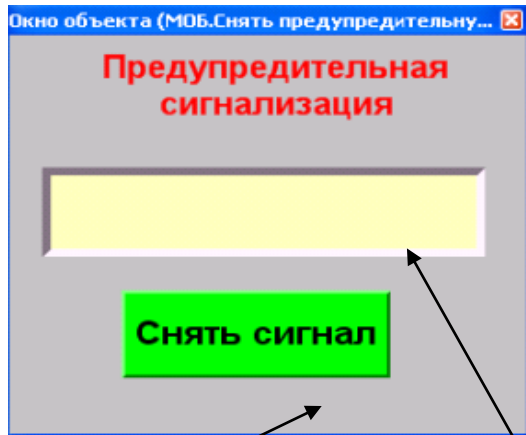 Окно объекта (МОБ.Снять предупредительну...
Предупредительная
сигнализация
Снять сигнал